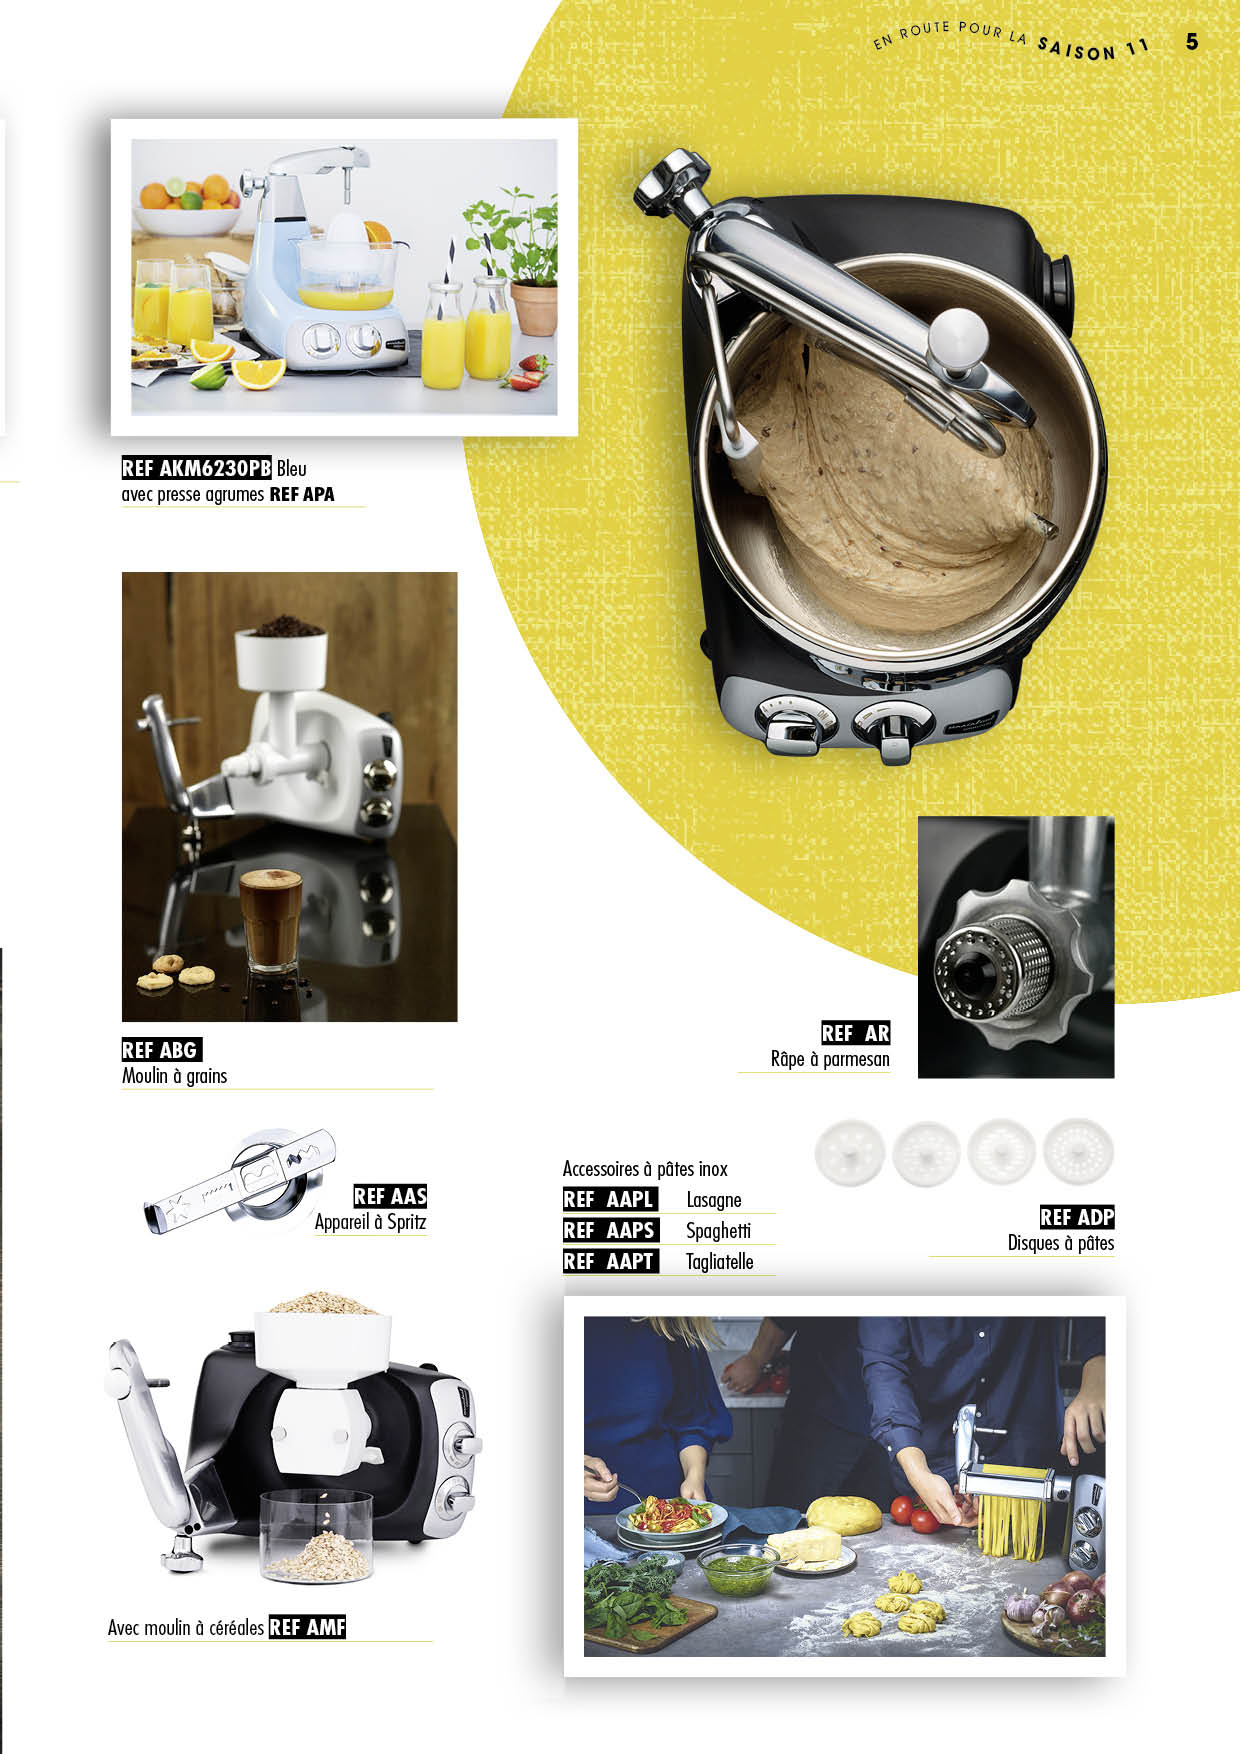 EN ROUTE POUR LA SAISON 11 5
REF AKM6230PB Bleu
avec presse agrumes REF APA
REF ABG
Moulin à grains
REF AR
Râpe à parmesan
REF AAS
Appareil à Spritz
Accessoires à pâtes inox
REF AAPL Lasagne
REF AAPS Spaghetti
REF AAPT Tagliatelle
REF ADP
Disques à pâtes
Avec moulin à céréales REF AMF